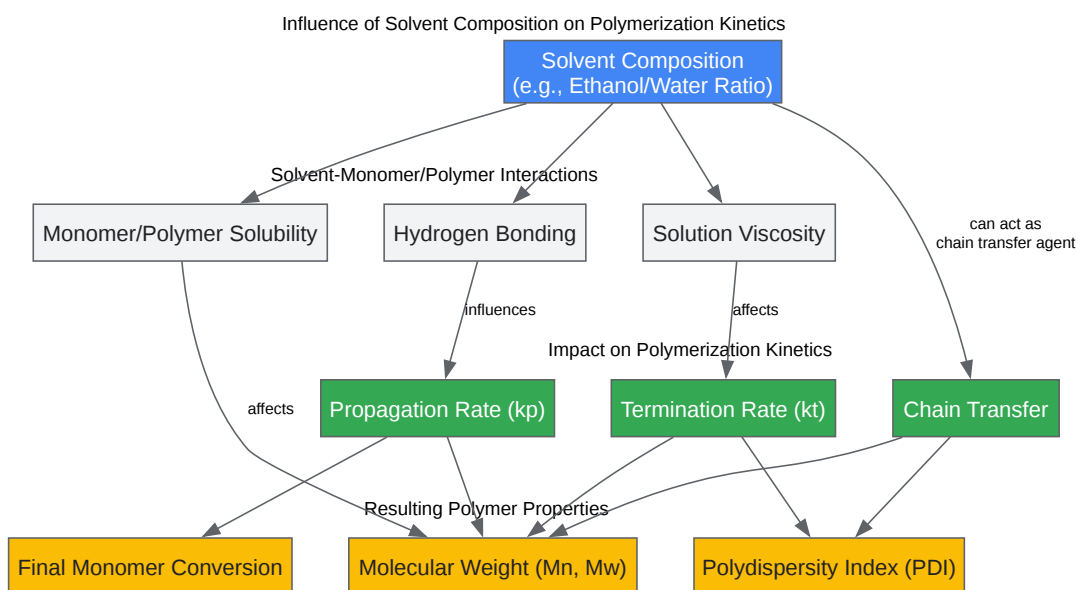 Influence of Solvent Composition on Polymerization Kinetics
Solvent Composition
(e.g., Ethanol/Water Ratio)
Solvent-Monomer/Polymer Interactions
Monomer/Polymer Solubility
Hydrogen Bonding
Solution Viscosity
can act as
chain transfer agent
influences
affects
Impact on Polymerization Kinetics
affects
Propagation Rate (kp)
Termination Rate (kt)
Chain Transfer
Resulting Polymer Properties
Final Monomer Conversion
Molecular Weight (Mn, Mw)
Polydispersity Index (PDI)